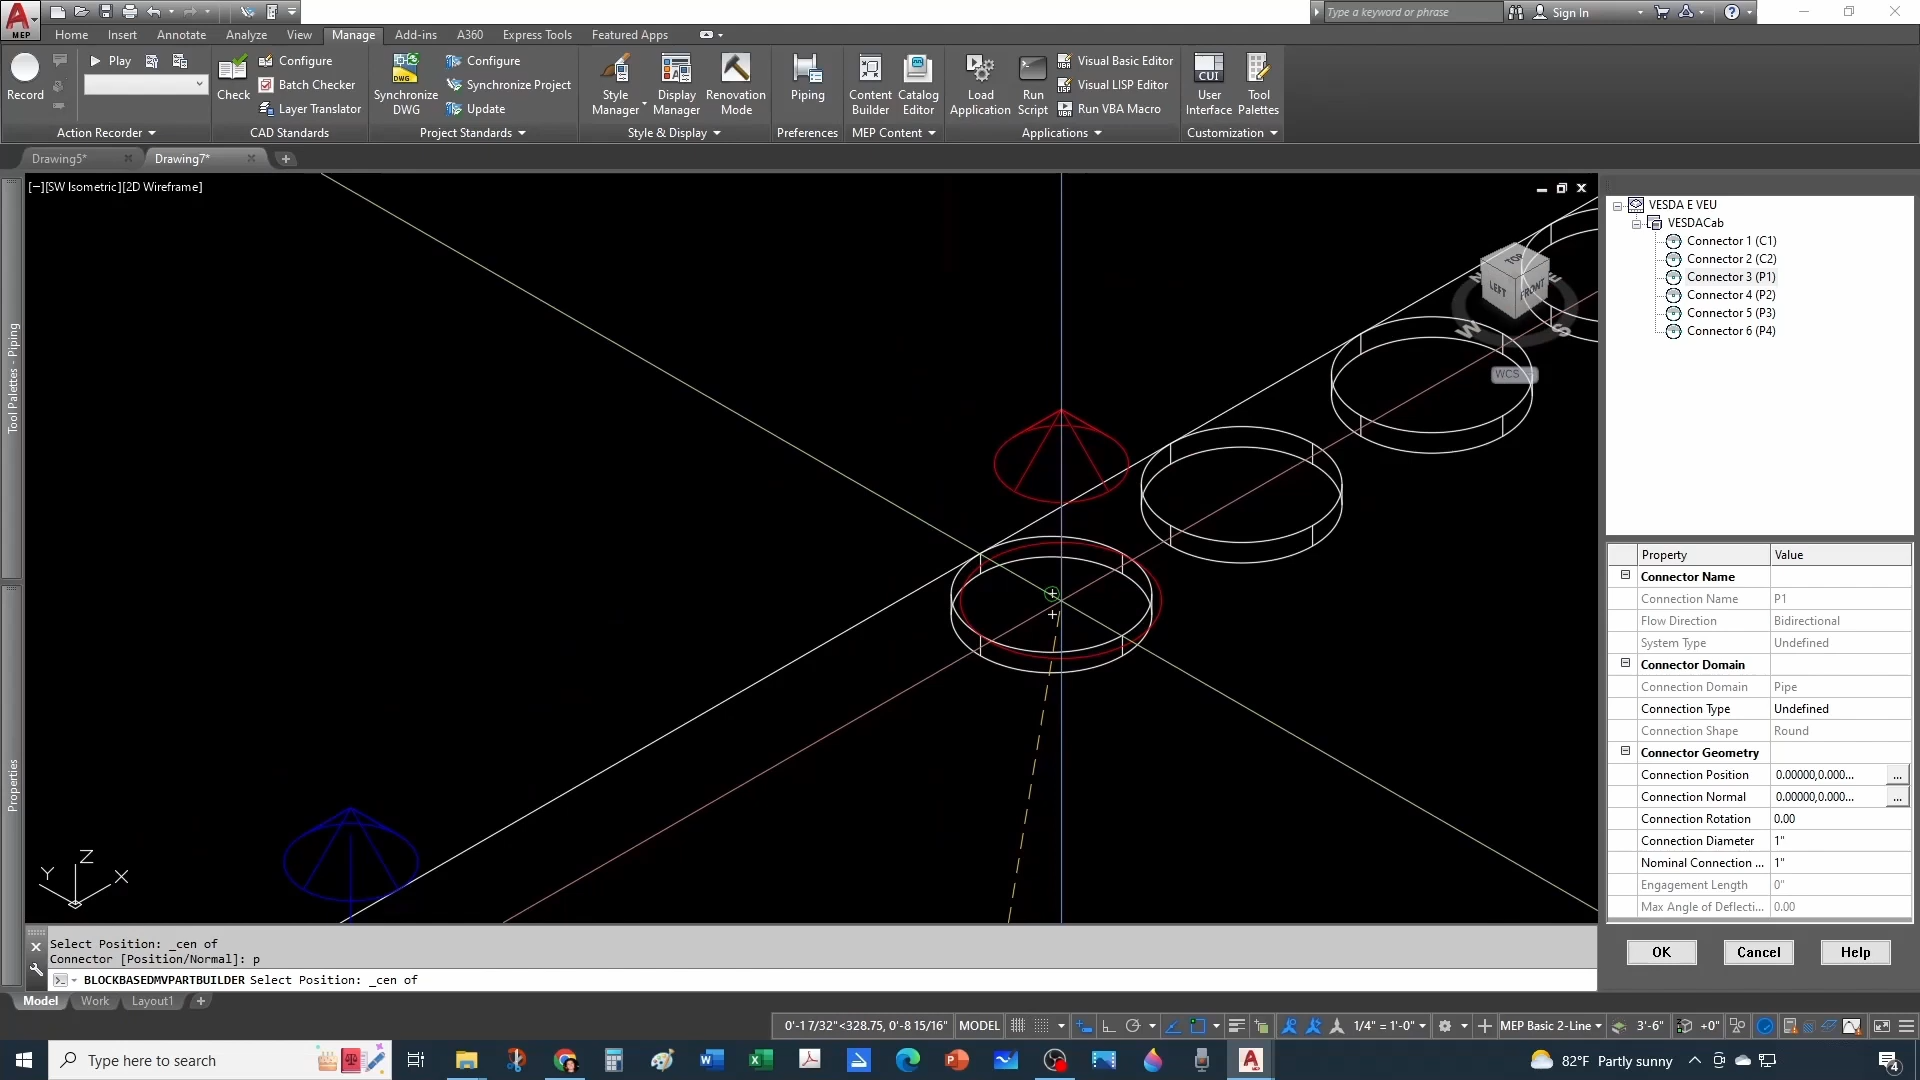 MEP
Type a keyword or phrase
Sign In
Home Insert Annotate Analyze View Manage Add-ins A360 Express Tools Featured Apps
Record
Play
Action Recorder
Check
Configure
Batch Checker
Layer Translator
CAD Standards
Synchronize
DWG
Configure
Synchronize Project
Update
Project Standards
Style
Manager
Display
Manager
Renovation
Mode
Style & Display
Piping
Preferences
Content
Builder
Catalog
Editor
MEP Content
Load
Application
Run
Script
Visual Basic Editor
Visual LISP Editor
Run VBA Macro
Applications
CUI
User
Interface
Tool
Palettes
Customization
Drawing5*
Drawing7*
[−][SW Isometric][2D Wireframe]
Tool Palettes - Piping
Properties
TOP
LEFT
FRONT
W
S
N
E
WCS
Z
Y
X
VESDA E VEU
VESDACab
Connector 1 (C1)
Connector 2 (C2)
Connector 3 (P1)
Connector 4 (P2)
Connector 5 (P3)
Connector 6 (P4)
Property Value
Connector Name
Connection Name P1
Flow Direction Bidirectional
System Type Undefined
Connector Domain
Connection Domain Pipe
Connection Type Undefined
Connection Shape Round
Connector Geometry
Connection Position 0.00000,0.000... ...
Connection Normal 0.00000,0.000... ...
Connection Rotation 0.00
Connection Diameter 1"
Nominal Connection ... 1"
Engagement Length 0"
Max Angle of Deflecti... 0.00
OK Cancel Help
Select Position: _cen of
Connector [Position/Normal]: p
BLOCKBASEDMVPARTBUILDER Select Position: _cen of
Model Work Layout1
0'-1 7/32"<328.75, 0'-8 15/16" MODEL 1/4" = 1'-0" MEP Basic 2-Line 3'-6" +0"
Type here to search
82°F Partly sunny
4